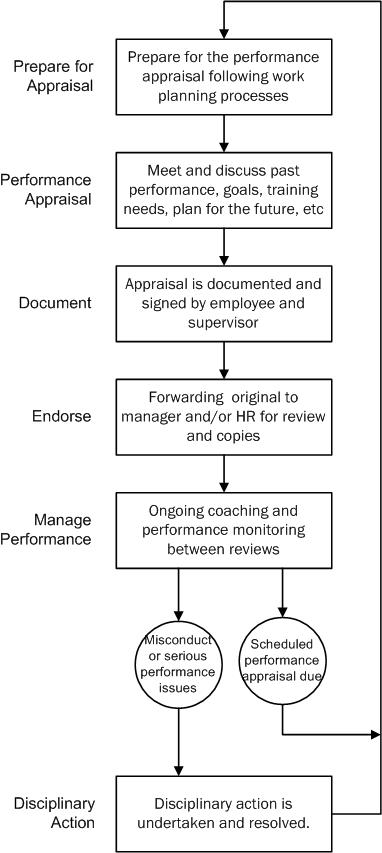 Prepare for
Appraisal
Prepare for the performance
appraisal following work
planning processes
Performance
Appraisal
Meet and discuss past
performance, goals, training
needs, plan for the future, etc
Document
Appraisal is documented and
signed by employee and
supervisor
Endorse
Forwarding original to
manager and/or HR for review
and copies
Manage
Performance
Ongoing coaching and
performance monitoring
between reviews
Misconduct
or serious
performance
issues
Scheduled
performance
appraisal due
Disciplinary
Action
Disciplinary action is
undertaken and resolved.